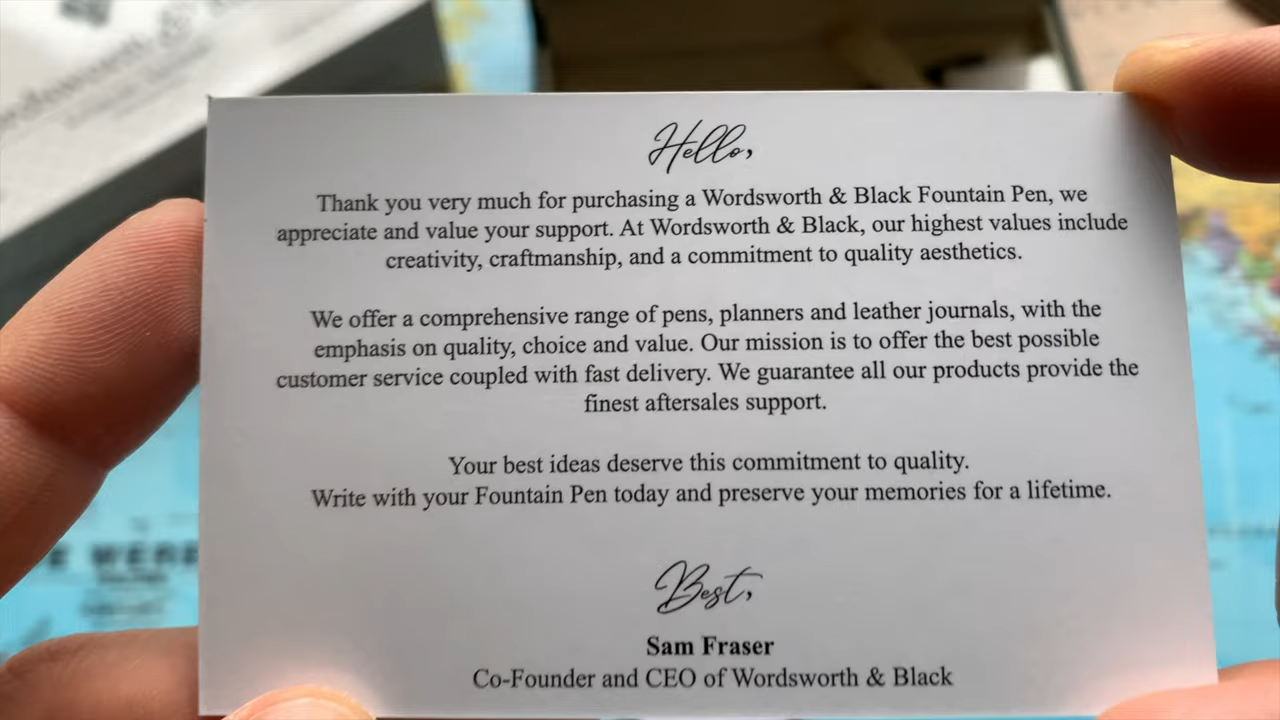 Hello,
Thank you very much for purchasing a Wordsworth & Black Fountain Pen, we
appreciate and value your support. At Wordsworth & Black, our highest values include
creativity, craftmanship, and a commitment to quality aesthetics.
We offer a comprehensive range of pens, planners and leather journals, with the
emphasis on quality, choice and value. Our mission is to offer the best possible
customer service coupled with fast delivery. We guarantee all our products provide the
finest aftersales support.
Your best ideas deserve this commitment to quality.
Write with your Fountain Pen today and preserve your memories for a lifetime.
Best,
Sam Fraser
Co-Founder and CEO of Wordsworth & Black